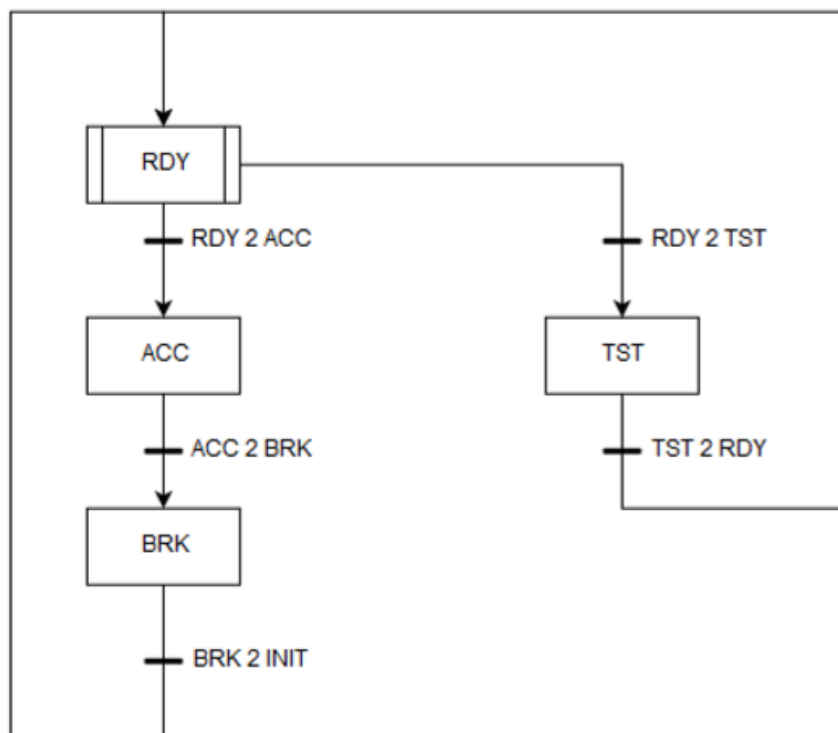 RDY
RDY 2 ACC
RDY 2 TST
ACC
TST
ACC 2 BRK
TST 2 RDY
BRK
BRK 2 INIT